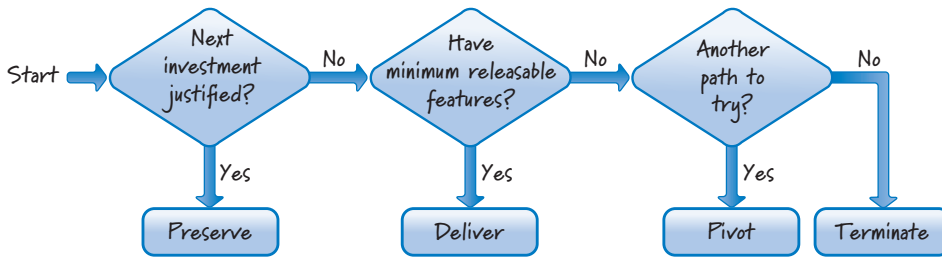 Start
Next
investment
justified?
No
Have
minimum releasable
features?
No
Another
path to
try?
No
Yes
Yes
Yes
Preserve
Deliver
Pivot
Terminate